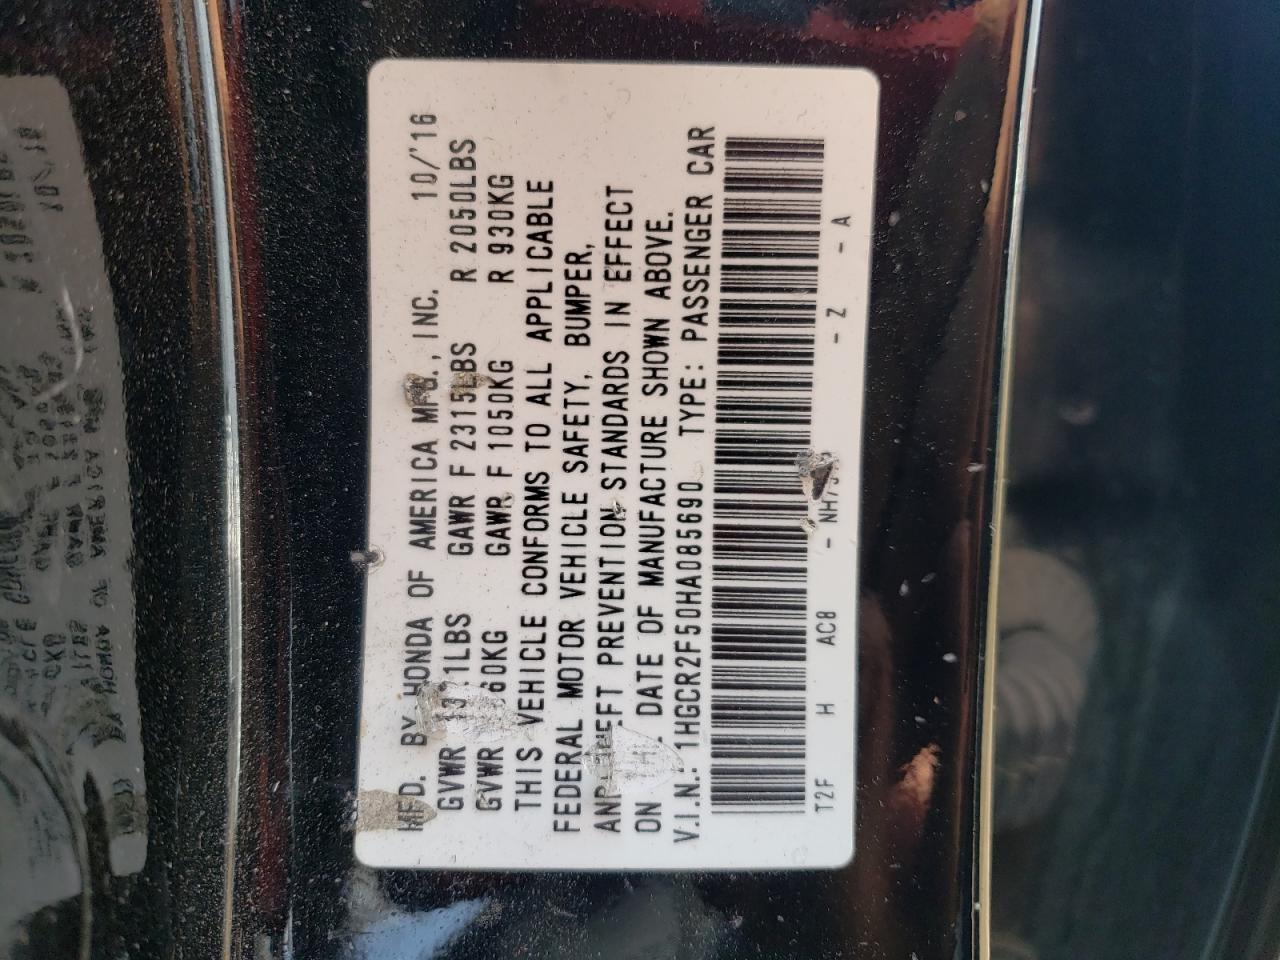 MFD. BY HONDA OF AMERICA MFG., INC. 10/'16
GVWR LBS GAWR F 2315LBS R 2050LBS
GVWR 60KG GAWR F 1050KG R 930KG
THIS VEHICLE CONFORMS TO ALL APPLICABLE
FEDERAL MOTOR VEHICLE SAFETY, BUMPER,
AND THEFT PREVENTION STANDARDS IN EFFECT
ON DATE OF MANUFACTURE SHOWN ABOVE.
V.I.N.: 1HGCR2F50HA085690 TYPE: PASSENGER CAR
T2F H AC8 - - Z - A